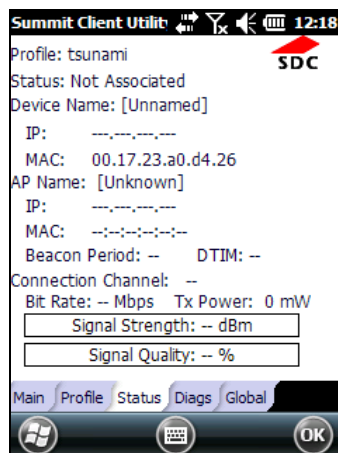 Summit Client Utilit 12:18
Profile: tsunami
SDC
Status: Not Associated
Device Name: [Unnamed]
IP: ---.---.---.---
MAC: 00.17.23.a0.d4.26
AP Name: [Unknown]
IP: ---.---.---.---
MAC: --:--:--:--:--:--
Beacon Period: -- DTIM: --
Connection Channel: --
Bit Rate: -- Mbps Tx Power: 0 mW
Signal Strength: -- dBm
Signal Quality: -- %
Main Profile Status Diags Global
OK